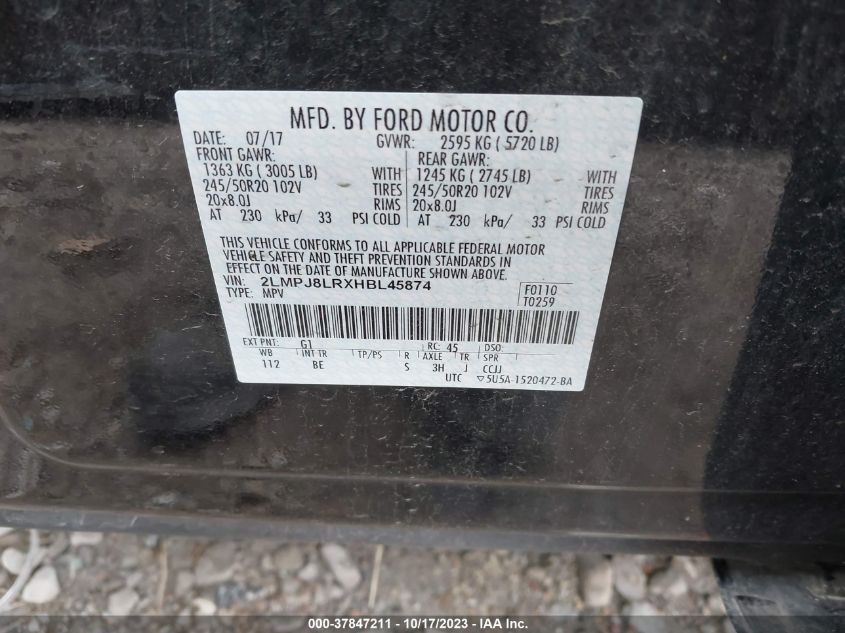 MFD. BY FORD MOTOR CO.
DATE: 07/17 GVWR: 2595 KG ( 5720 LB)
FRONT GAWR: REAR GAWR:
1363 KG ( 3005 LB) WITH 1245 KG ( 2745 LB) WITH
245/50R20 102V TIRES 245/50R20 102V TIRES
20x8.0J RIMS 20x8.0J RIMS
AT 230 kPa/ 33 PSI COLD AT 230 kPa/ 33 PSI COLD
THIS VEHICLE CONFORMS TO ALL APPLICABLE FEDERAL MOTOR
VEHICLE SAFETY AND THEFT PREVENTION STANDARDS IN
EFFECT ON THE DATE OF MANUFACTURE SHOWN ABOVE.
VIN: 2LMPJ8LRXHBL45874 F0110
TYPE: MPV T0259
EXT PNT: G1 RC: 45 DSO:
WB INT TR TP/PS R AXLE TR SPR
112 BE S 3H J CCJJ
UTC ▽5U5A-1520472-BA
000-37847211 - 10/17/2023 - © IAA Holdings, LLC.